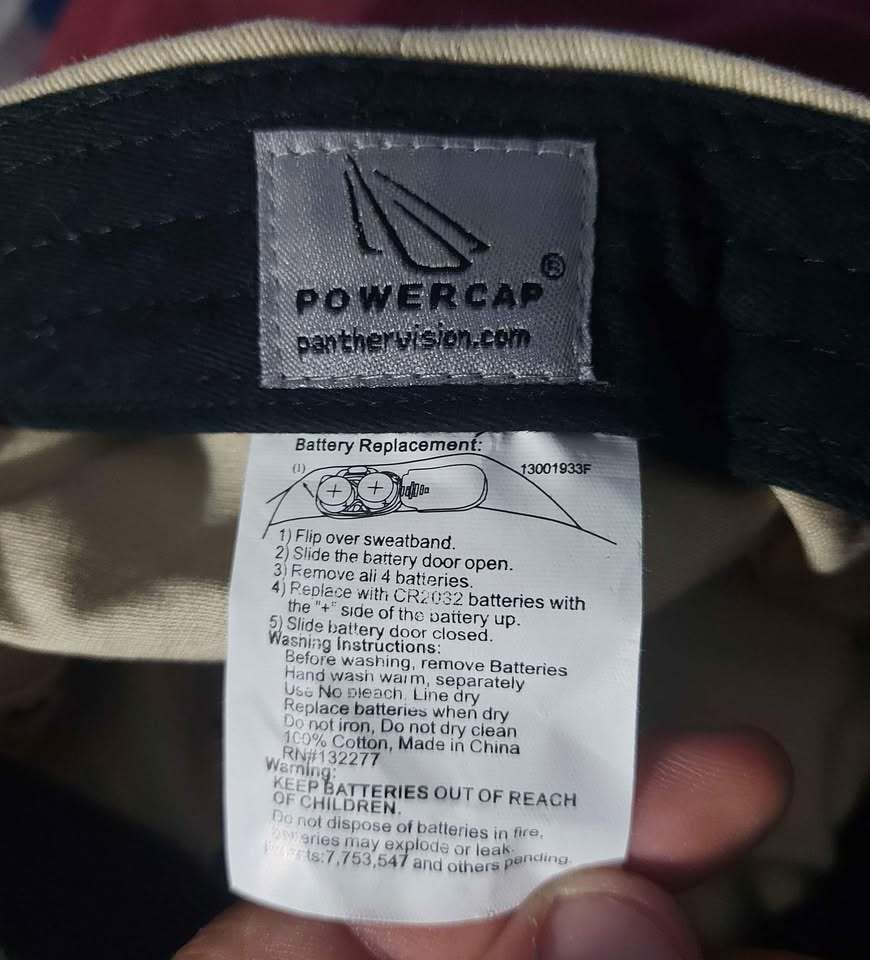 POWERCAP®
panthervision.com
Battery Replacement:
(1)
13001933F
1) Flip over sweatband.
2) Slide the battery door open.
3) Remove all 4 batteries.
4) Replace with CR2032 batteries with
the "+" side of the battery up.
5) Slide battery door closed.
Washing Instructions:
Before washing, remove Batteries
Hand wash warm, separately
Use No bleach, Line dry
Replace batteries when dry
Do not iron, Do not dry clean
100% Cotton, Made in China
RN#132277
Warning:
KEEP BATTERIES OUT OF REACH
OF CHILDREN.
Do not dispose of batteries in fire,
batteries may explode or leak.
Patents:7,753,547 and others pending.